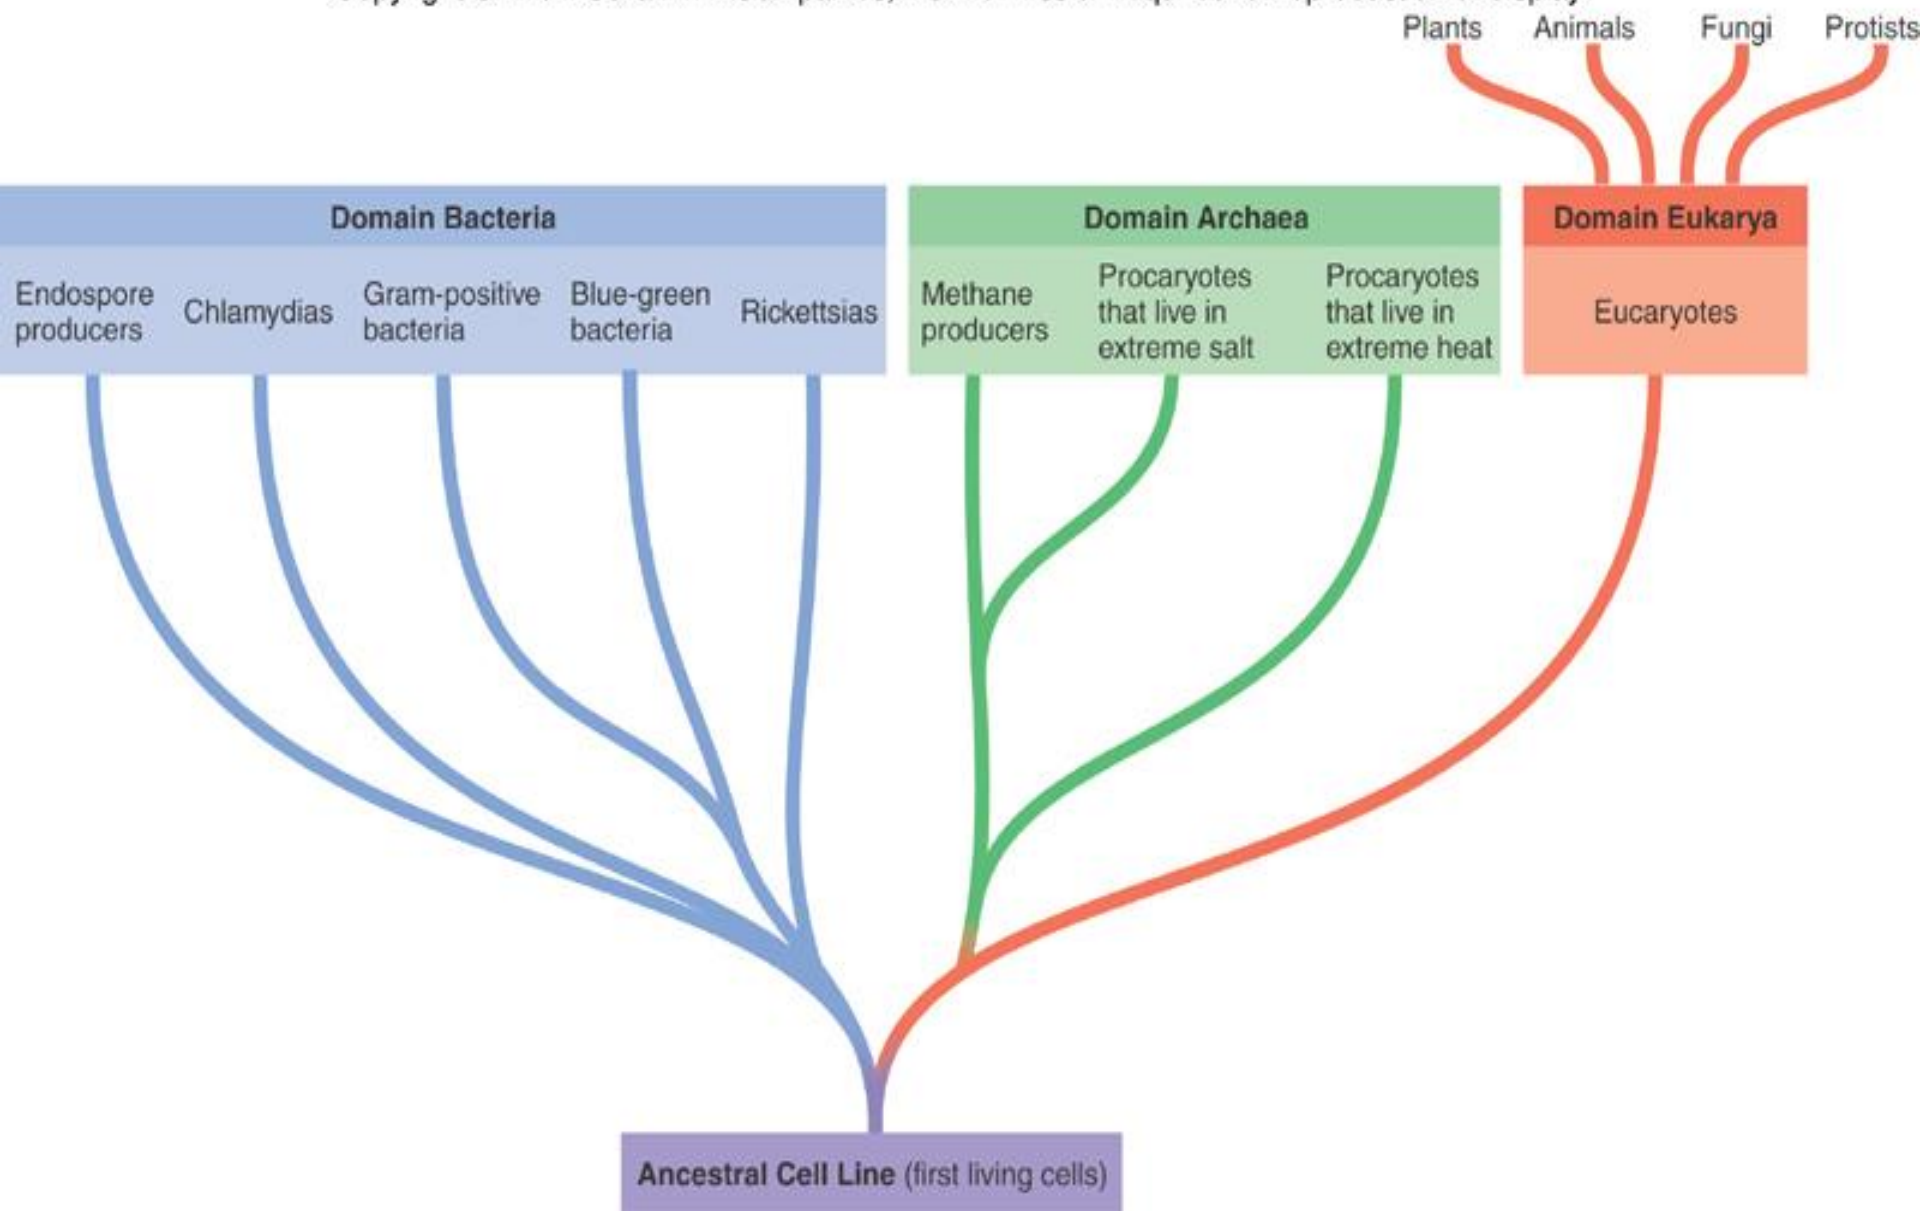 Plants Animals Fungi Protists
Domain Bacteria
Endospore
producers
Chlamydias
Gram-positive
bacteria
Blue-green
bacteria
Rickettsias
Domain Archaea
Methane
producers
Procaryotes
that live in
extreme salt
Procaryotes
that live in
extreme heat
Domain Eukarya
Eucaryotes
Ancestral Cell Line (first living cells)